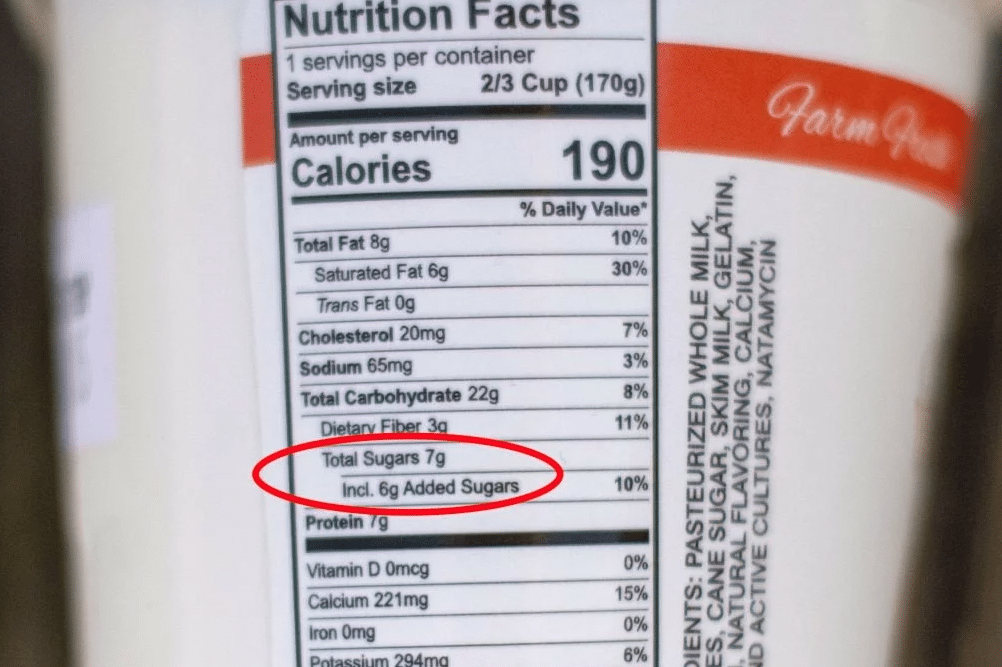 Nutrition Facts
1 servings per container
Serving size 2/3 Cup (170g)
Amount per serving
Calories 190
% Daily Value*
Total Fat 8g 10%
Saturated Fat 6g 30%
Trans Fat 0g
Cholesterol 20mg 7%
Sodium 65mg 3%
Total Carbohydrate 22g 8%
Dietary Fiber 3g 11%
Total Sugars 7g
Incl. 6g Added Sugars 10%
Protein 7g
Vitamin D 0mcg 0%
Calcium 221mg 15%
Iron 0mg 0%
Potassium 294mg 6%
Farm
DIENTS: PASTEURIZED WHOLE MILK,
ES, CANE SUGAR, SKIM MILK, GELATIN,
, NATURAL FLAVORING, CALCIUM,
ND ACTIVE CULTURES, NATAMYCIN